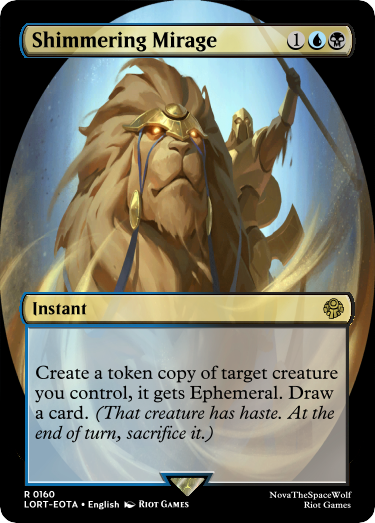 Shimmering Mirage 1
Instant
Create a token copy of target creature
you control, it gets Ephemeral. Draw
a card. (That creature has haste. At the
end of turn, sacrifice it.)
R 0160
LORT-EOTA • English RIOT GAMES
NovaTheSpaceWolf
Riot Games